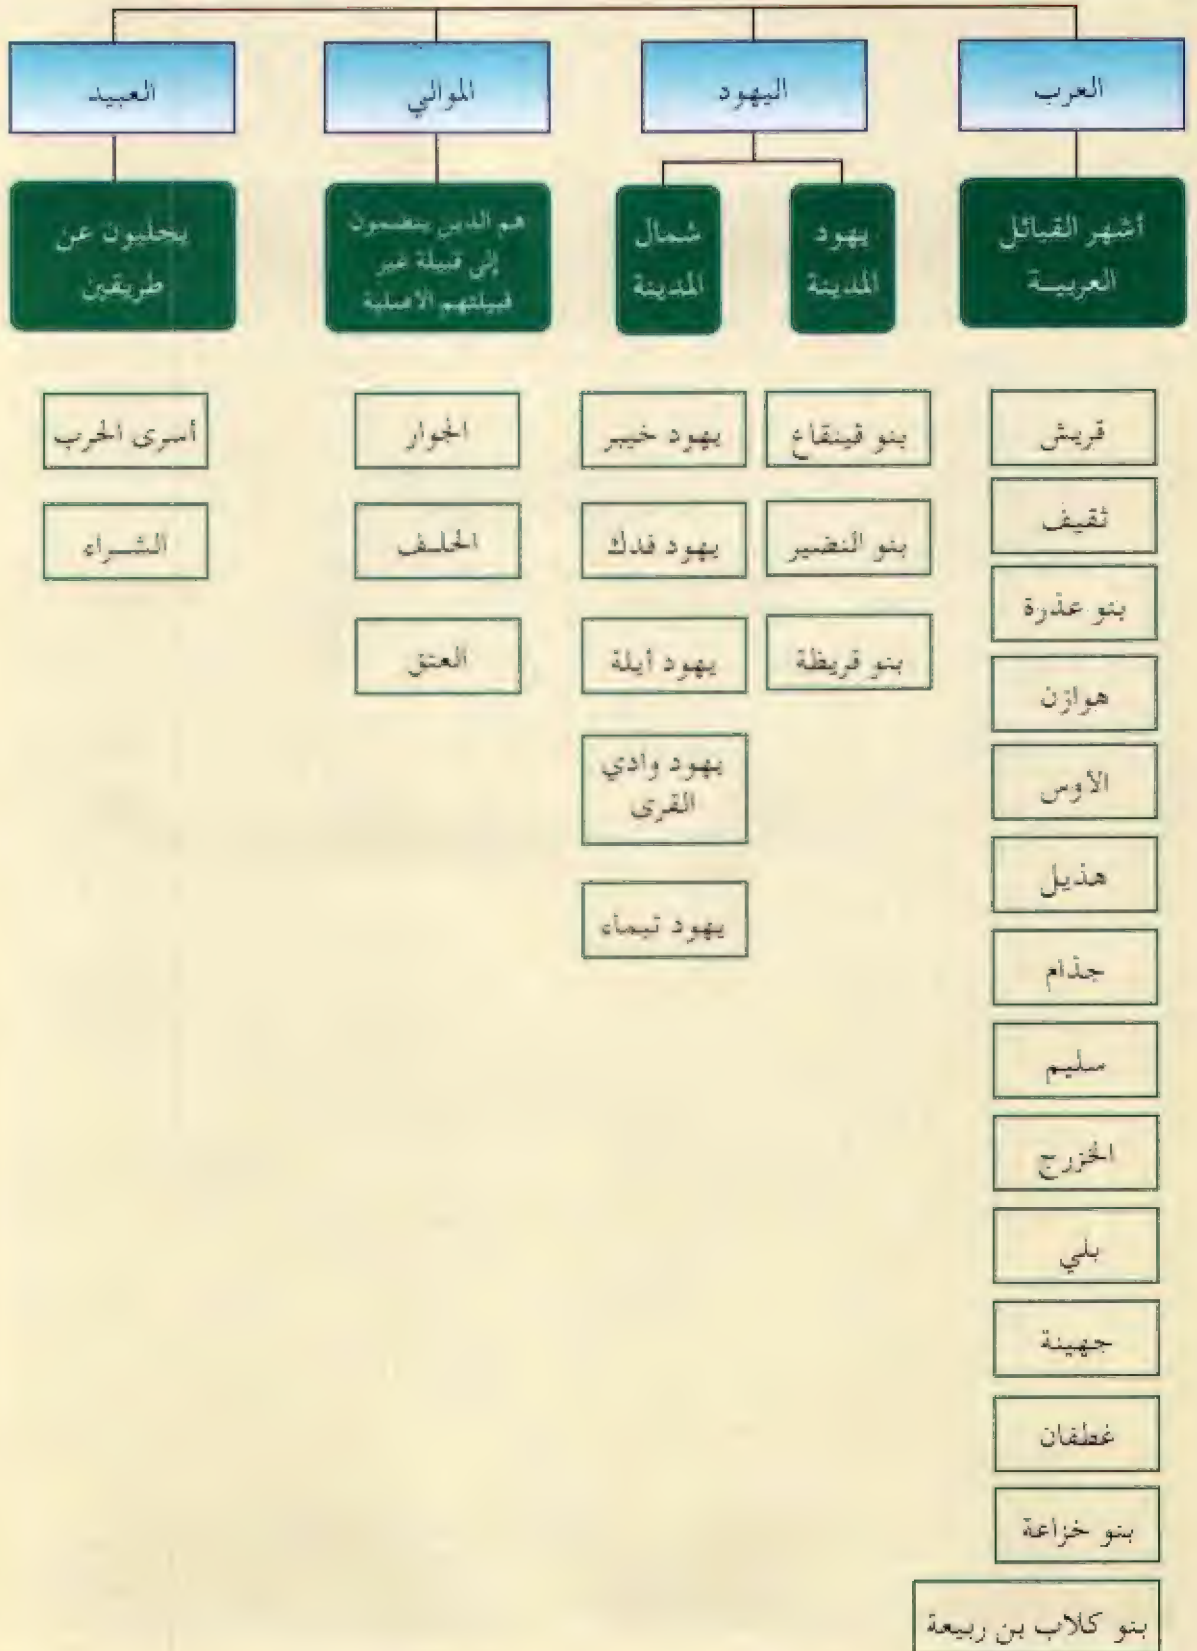 العرب
اليهود
الموالي
العبيد
أشهر القبائل
العربية
يهود
المدينة
شمال
المدينة
هم الذين ينضمون
إلى قبيلة غير
قبيلتهم الأصلية
يجلبون عن
طريقين
قريش
ثقيف
بنو عذرة
هوازن
الأوس
هذيل
جذام
سليم
الخزرج
بلي
جهينة
غطفان
بنو خزاعة
بنو كلاب بن ربيعة
بنو قينقاع
بنو النضير
بنو قريظة
يهود خيبر
يهود فدك
يهود أيلة
يهود وادي
القرى
يهود تيماء
الجوار
الحلف
العتق
أسرى الحرب
الشراء